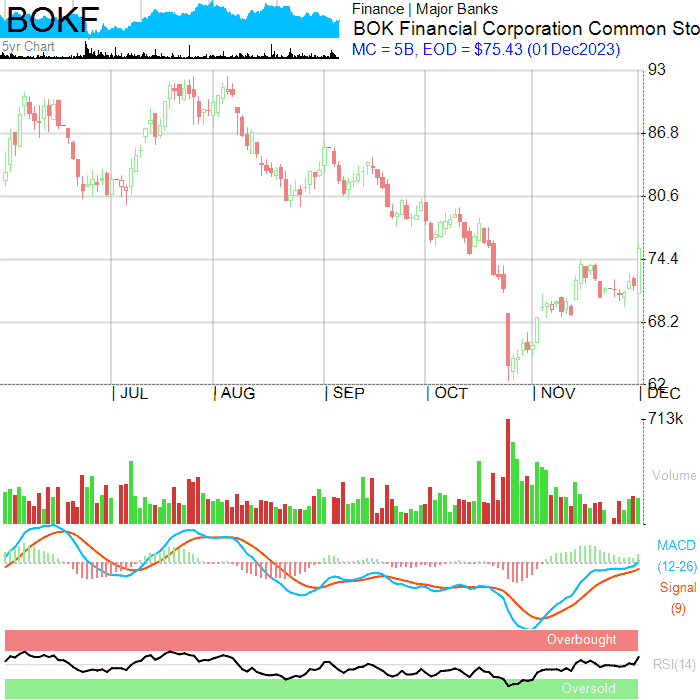 BOKF
5yr Chart
Finance | Major Banks
BOK Financial Corporation Common Sto
MC = 5B, EOD = $75.43 (01Dec2023)
93
86.8
80.6
74.4
68.2
62
| JUL | AUG | SEP | OCT | NOV | DEC
713k
Volume
MACD
(12-26)
Signal
(9)
Overbought
RSI(14)
Oversold